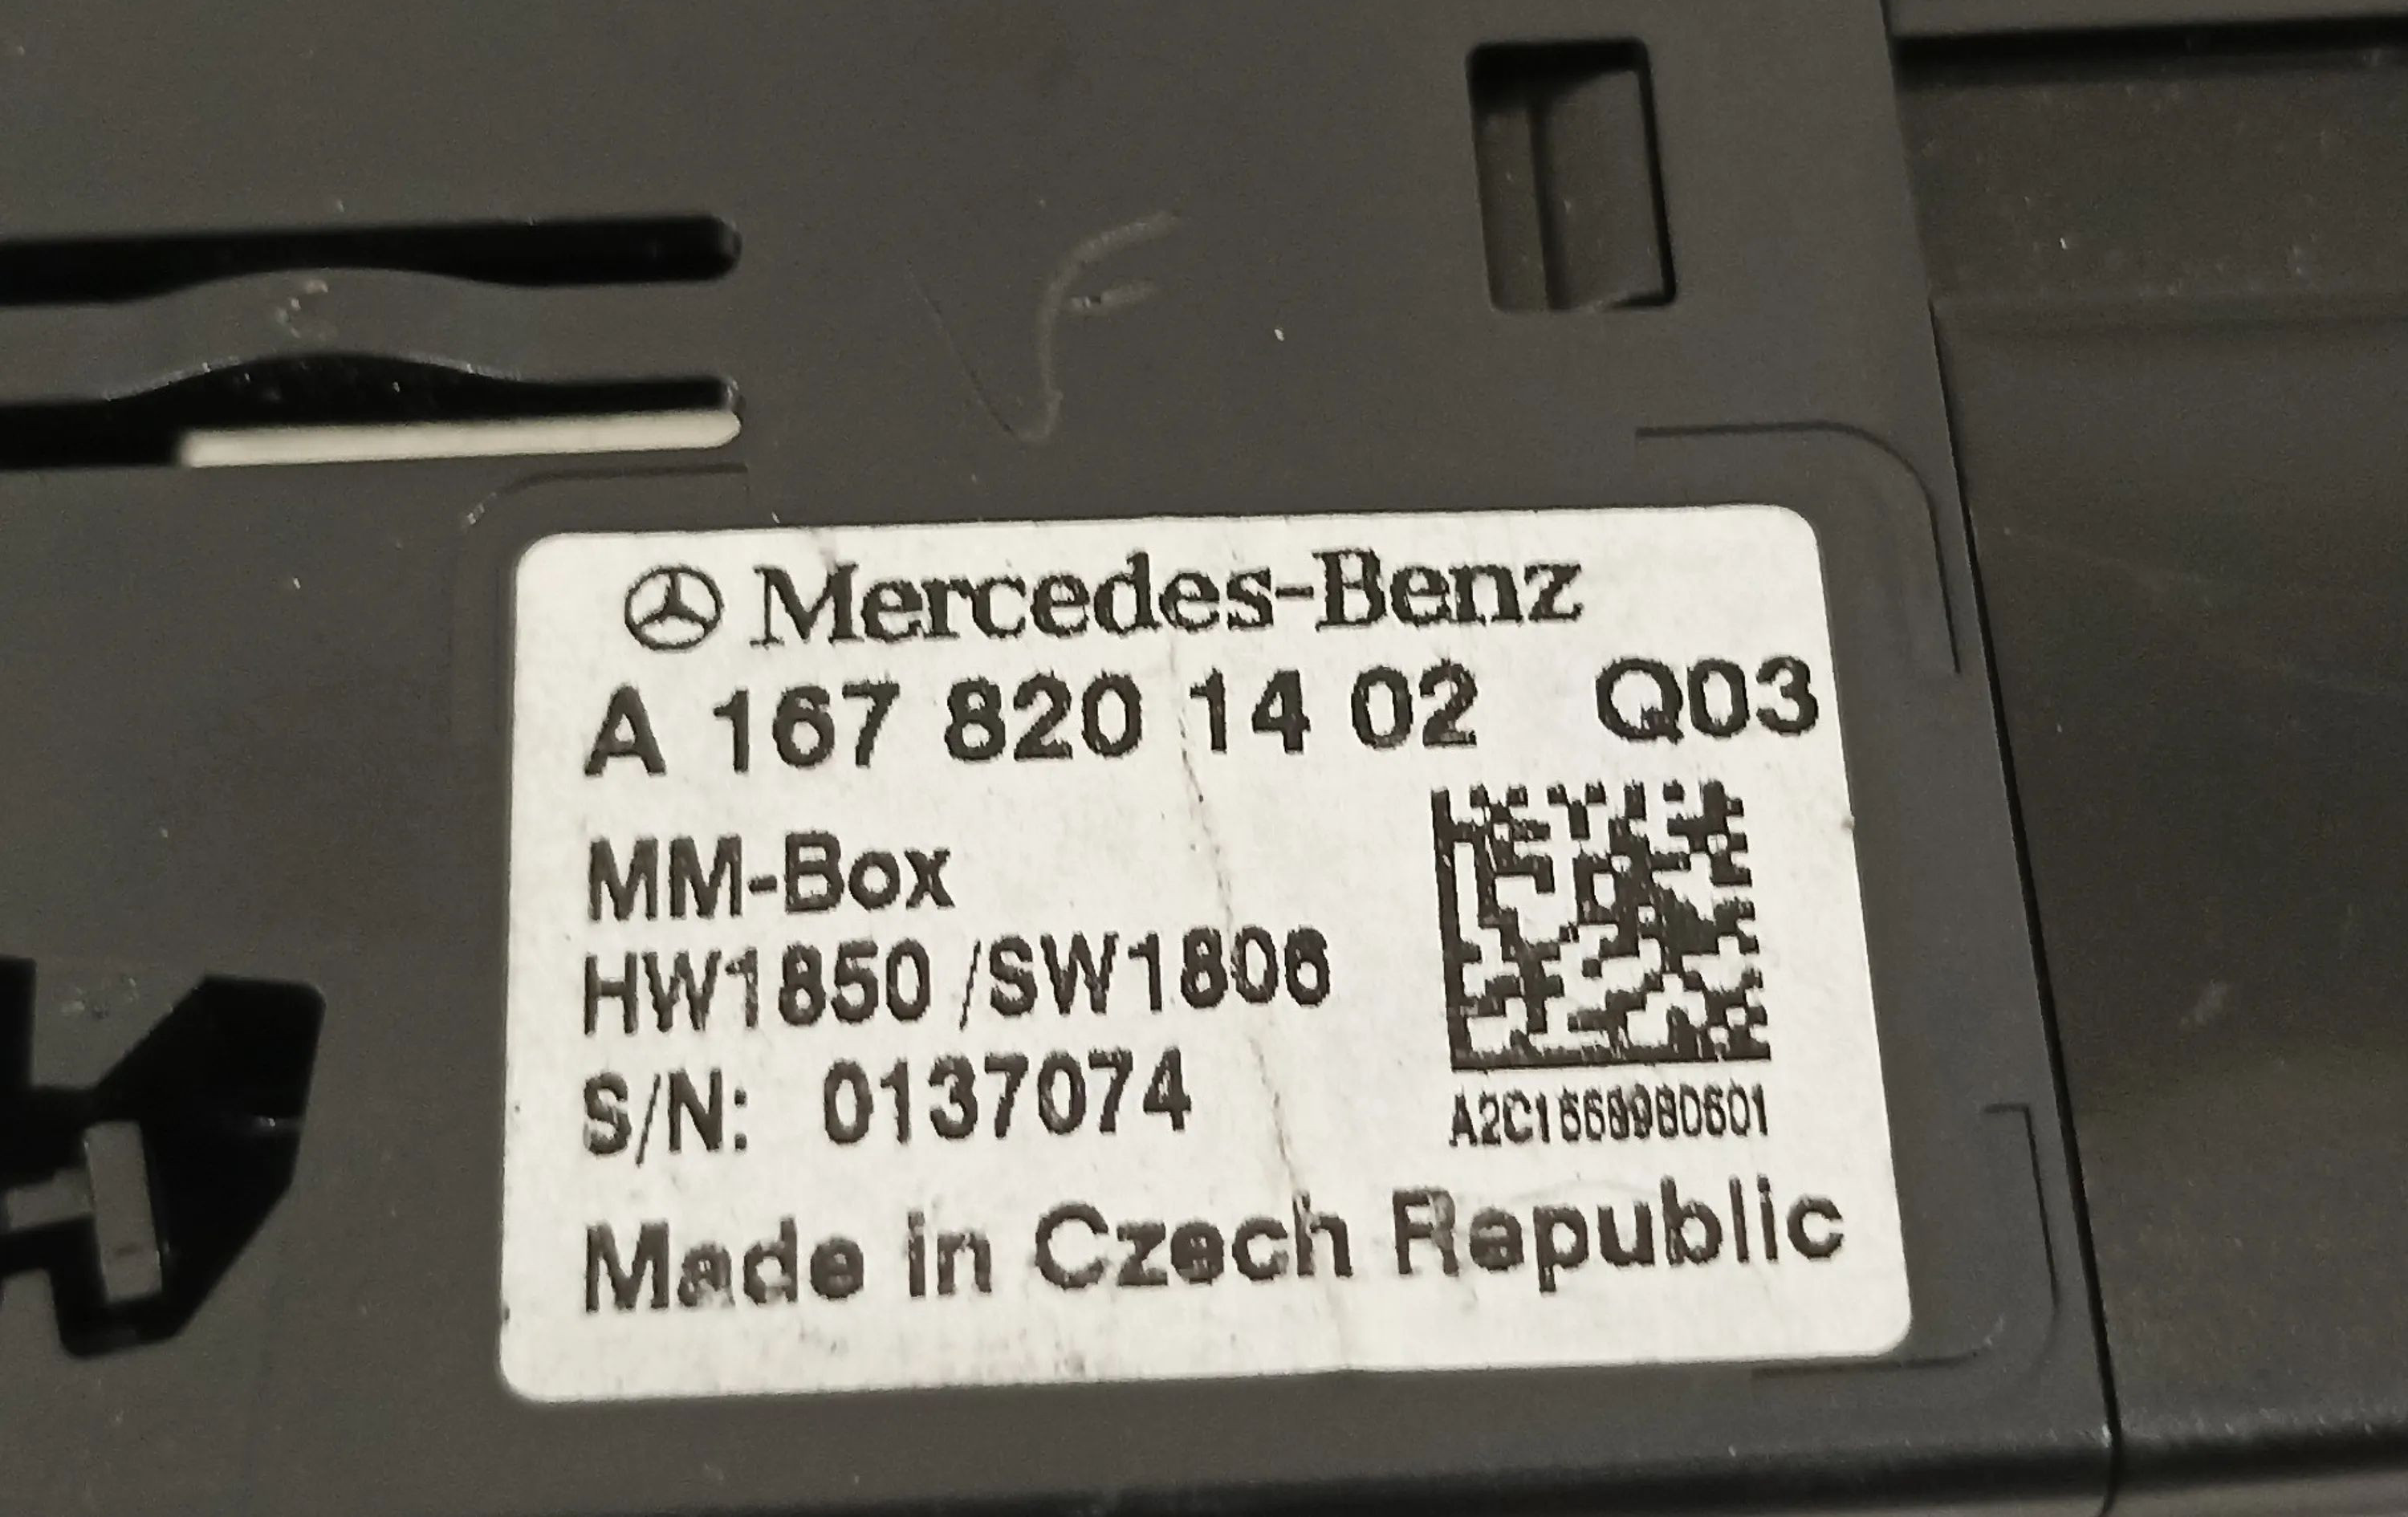 Mercedes-Benz
A 167 820 14 02 Q03
MM-Box
HW1850 /SW1806
S/N: 0137074
Made in Czech Republic